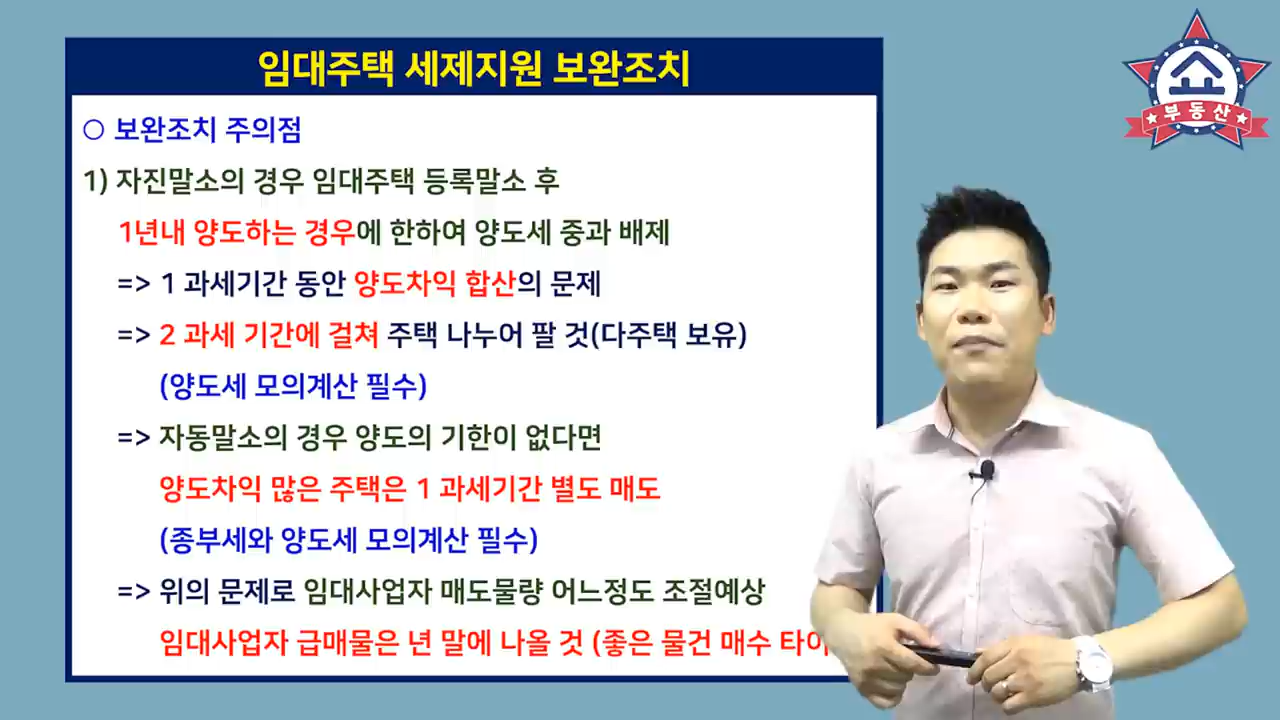 임대주택 세제지원 보완조치
○ 보완조치 주의점
1) 자진말소의 경우 임대주택 등록말소 후
1년내 양도하는 경우에 한하여 양도세 중과 배제
=> 1 과세기간 동안 양도차익 합산의 문제
=> 2 과세 기간에 걸쳐 주택 나누어 팔 것(다주택 보유)
(양도세 모의계산 필수)
=> 자동말소의 경우 양도의 기한이 없다면
양도차익 많은 주택은 1 과세기간 별도 매도
(종부세와 양도세 모의계산 필수)
=> 위의 문제로 임대사업자 매도물량 어느정도 조절예상
임대사업자 급매물은 년 말에 나올 것 (좋은 물건 매수
부동산